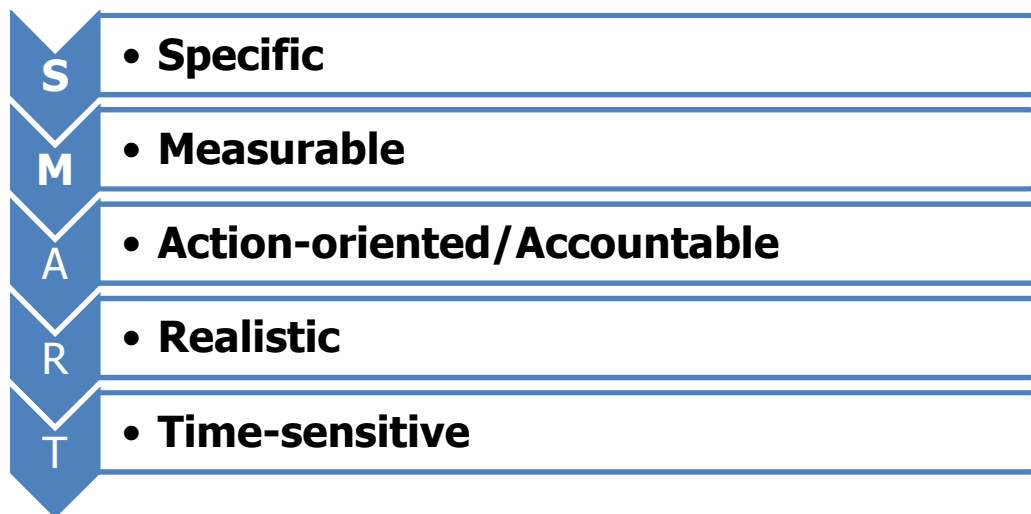 S • Specific
M • Measurable
A • Action-oriented/Accountable
R • Realistic
T • Time-sensitive